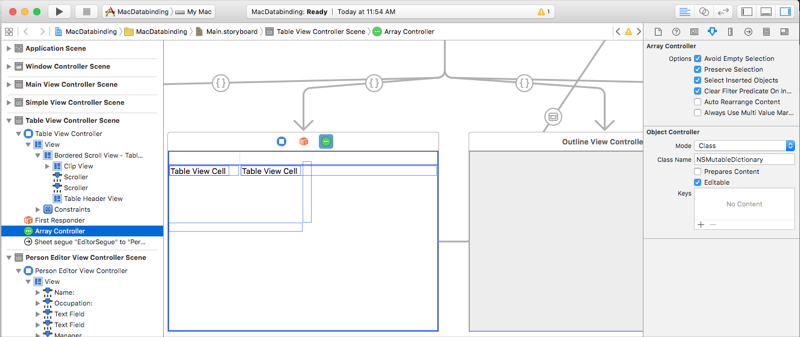 MacDatabinding
My Mac
MacDatabinding: Ready
Today at 11:54 AM
1
MacDatabinding
MacDatabinding
Main.storyboard
Table View Controller Scene
Array Controller
Application Scene
Window Controller Scene
Main View Controller Scene
Simple View Controller Scene
Table View Controller Scene
Table View Controller
View
Bordered Scroll View - Tabl...
Clip View
Scroller
Scroller
Table Header View
Constraints
First Responder
Array Controller
Sheet segue "EditorSegue" to "Per...
Person Editor View Controller Scene
Person Editor View Controller
View
Name:
Occupation:
Text Field
Text Field
Manager
{}
{}
Table View Cell
Table View Cell
Outline View Controll
Array Controller
Options
Avoid Empty Selection
Preserve Selection
Select Inserted Objects
Clear Filter Predicate On In...
Auto Rearrange Content
Always Use Multi Value Mar...
Object Controller
Mode
Class
Class Name
NSMutableDictionary
Prepares Content
Editable
Keys
No Content
+ −